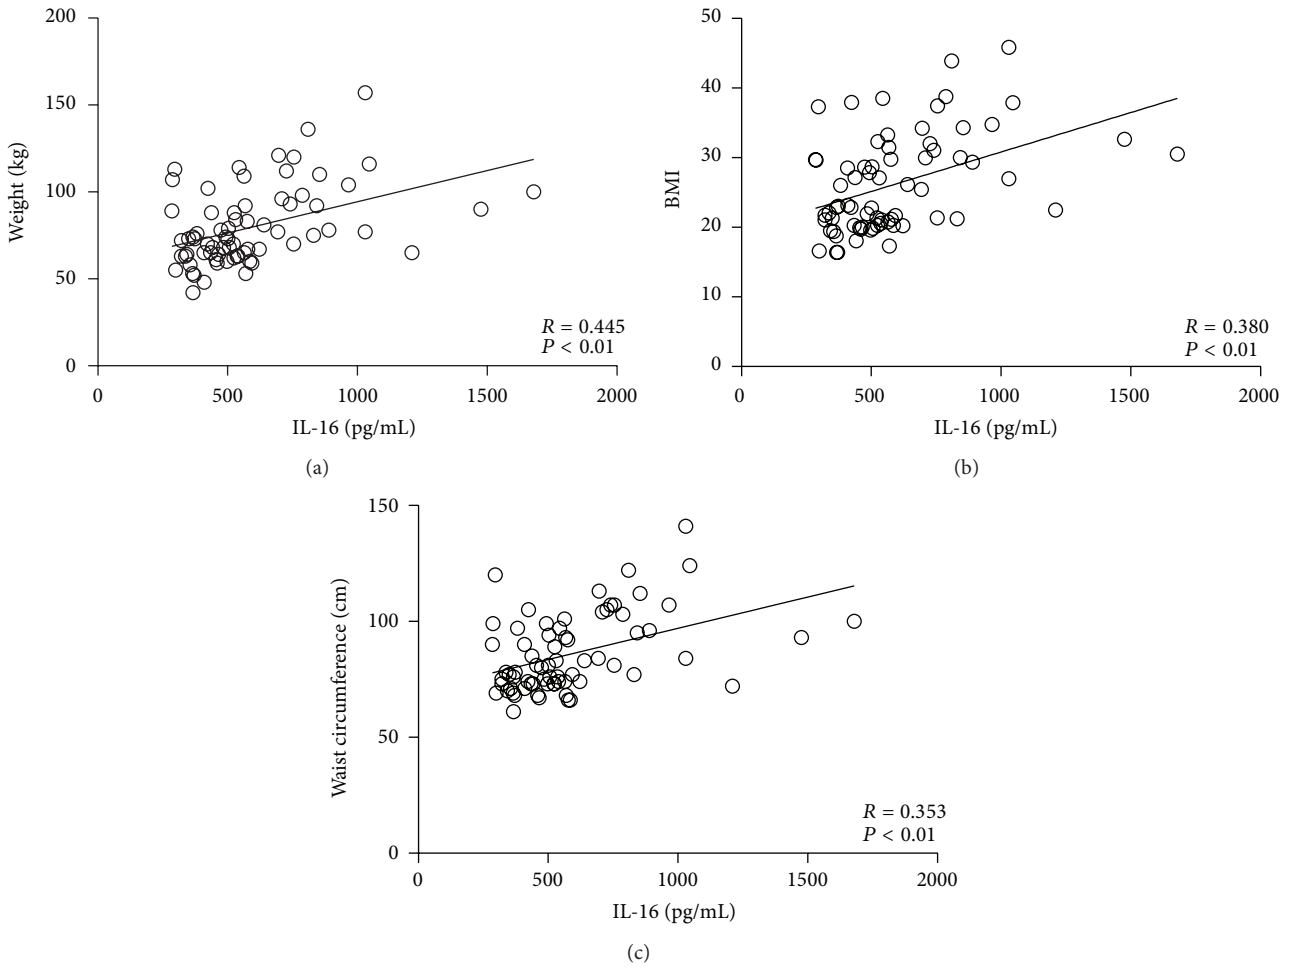 200
150
100
50
0
Weight (kg)
0 500 1000 1500 2000
IL-16 (pg/mL)
R = 0.445
P < 0.01
(a)
50
40
30
20
10
0
BMI
0 500 1000 1500 2000
IL-16 (pg/mL)
R = 0.380
P < 0.01
(b)
150
100
50
0
Waist circumference (cm)
0 500 1000 1500 2000
IL-16 (pg/mL)
R = 0.353
P < 0.01
(c)